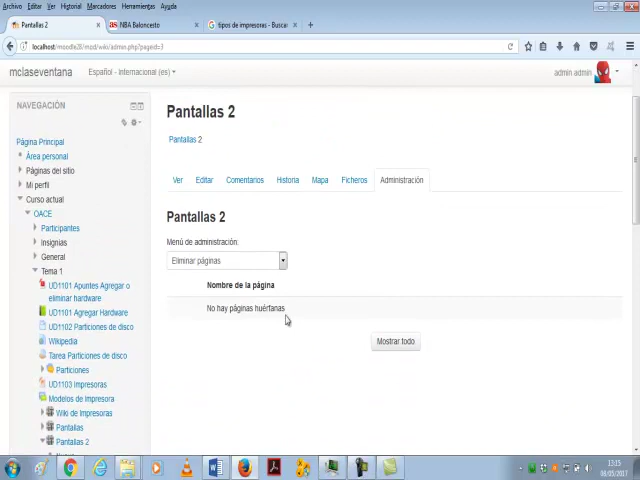 Archivo Editar Ver Historial Marcadores Herramientas Ayuda
Pantallas 2
NBA Baloncesto
tipos de impresoras - Buscar
localhost/moodle28/mod/wiki/admin.php?pageid=3
mclaseventana
Español - Internacional (es)
admin admin
NAVEGACIÓN
Página Principal
Área personal
Páginas del sitio
Mi perfil
Curso actual
OACE
Participantes
Insignias
General
Tema 1
UD1101 Apuntes Agregar o
eliminar hardware
UD1101 Agregar Hardware
UD1102 Particiones de disco
Wikipedia
Tarea Particiones de disco
Particiones
UD1103 Impresoras
Modelos de Impresora
Wiki de Impresoras
Pantallas
Pantallas 2
Pantallas 2
Pantallas 2
Ver Editar Comentarios Historia Mapa Ficheros Administración
Pantallas 2
Menú de administración:
Eliminar páginas
Nombre de la página
No hay páginas huérfanas
Mostrar todo
13:15
08/05/2017